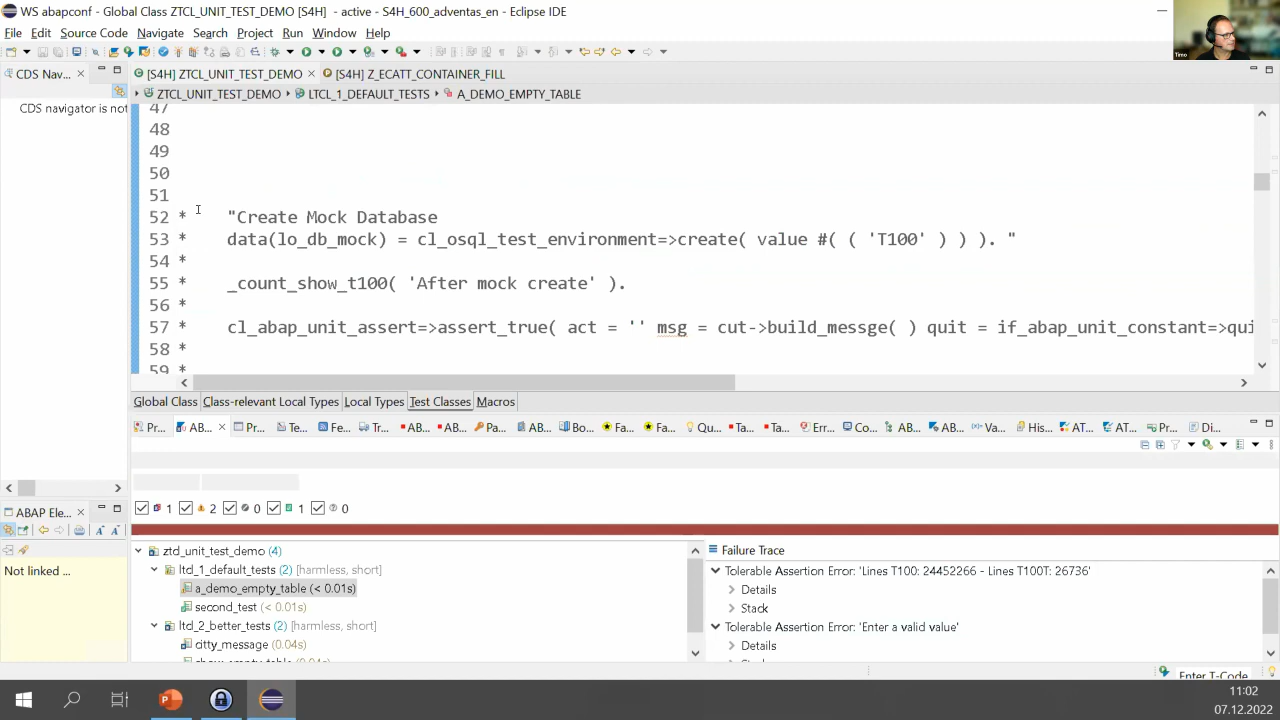 WS abapconf - Global Class ZTCL_UNIT_TEST_DEMO [S4H] - active - S4H_600_adventas_en - Eclipse IDE
File Edit Source Code Navigate Search Project Run Window Help
Timo
CDS Nav...
[S4H] ZTCL_UNIT_TEST_DEMO
[S4H] Z_ECATT_CONTAINER_FILL
ZTCL_UNIT_TEST_DEMO LTCL_1_DEFAULT_TESTS A_DEMO_EMPTY_TABLE
CDS navigator is not
47
48
49
50
51
52 * "Create Mock Database
53 * data(lo_db_mock) = cl_osql_test_environment=>create( value #( ( 'T100' ) ) ). "
54 *
55 * _count_show_t100( 'After mock create' ).
56 *
57 * cl_abap_unit_assert=>assert_true( act = '' msg = cut->build_messge( ) quit = if_abap_unit_constant=>qui
58 *
59 *
Global Class Class-relevant Local Types Local Types Test Classes Macros
Pr... AB... Pr... Te... Fe... Tr... AB... AB... Pa... AB... Bo... Fa... Fa... Qu... Ta... Ta... Err... Co... AB... AB... Va... His... AT... AT... Pr... Di...
1 2 0 1 0
ABAP Ele...
Not linked ...
ztcl_unit_test_demo (4)
ltcl_1_default_tests (2) [harmless, short]
a_demo_empty_table (< 0.01s)
second_test (< 0.01s)
ltcl_2_better_tests (2) [harmless, short]
citty_message (0.04s)
Failure Trace
Tolerable Assertion Error: 'Lines T100: 24452266 - Lines T100T: 26736'
Details
Stack
Tolerable Assertion Error: 'Enter a valid value'
Details
Enter T-Code
11:02
07.12.2022